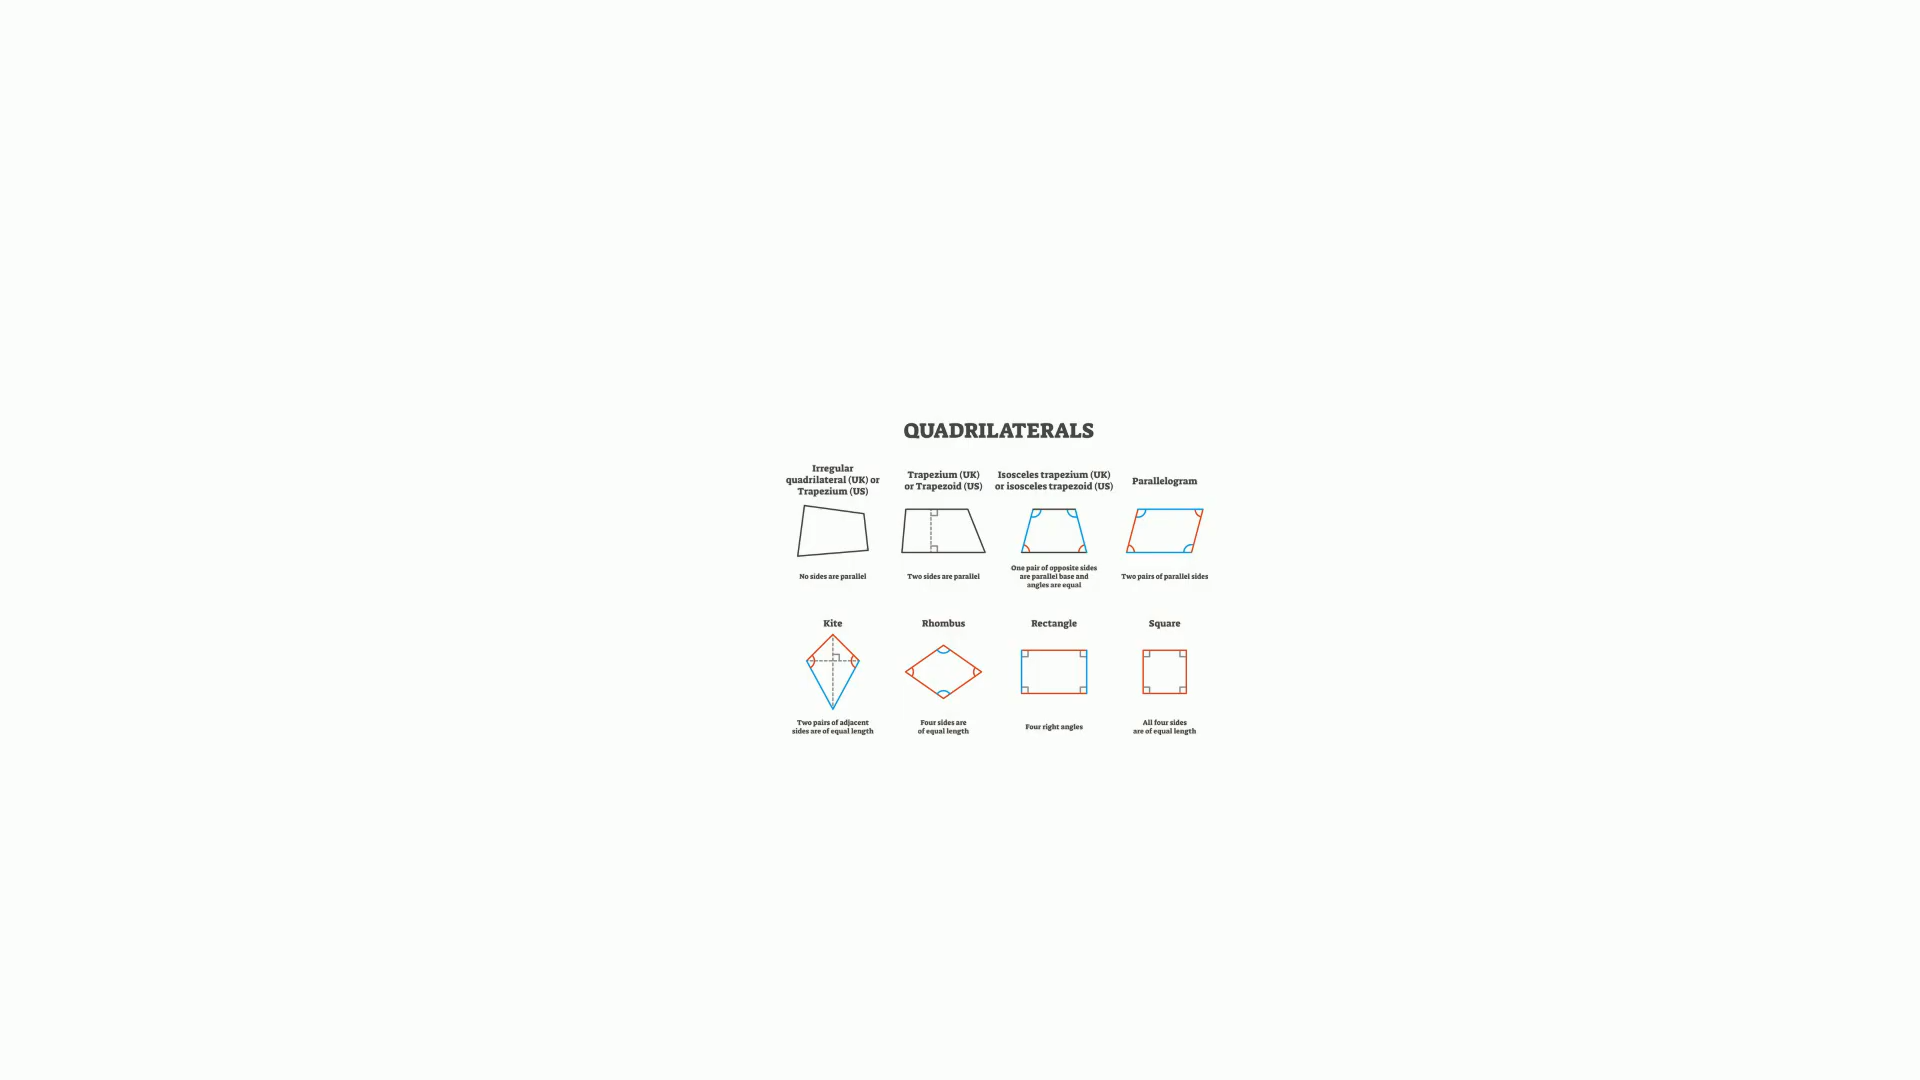 QUADRILATERALS
Irregular
quadrilateral (UK) or
Trapezium (US)
Trapezium (UK)
or Trapezoid (US)
Isosceles trapezium (UK)
or isosceles trapezoid (US)
Parallelogram
No sides are parallel
Two sides are parallel
One pair of opposite sides
are parallel base and
angles are equal
Two pairs of parallel sides
Kite
Rhombus
Rectangle
Square
Two pairs of adjacent
sides are of equal length
Four sides are
of equal length
Four right angles
All four sides
are of equal length